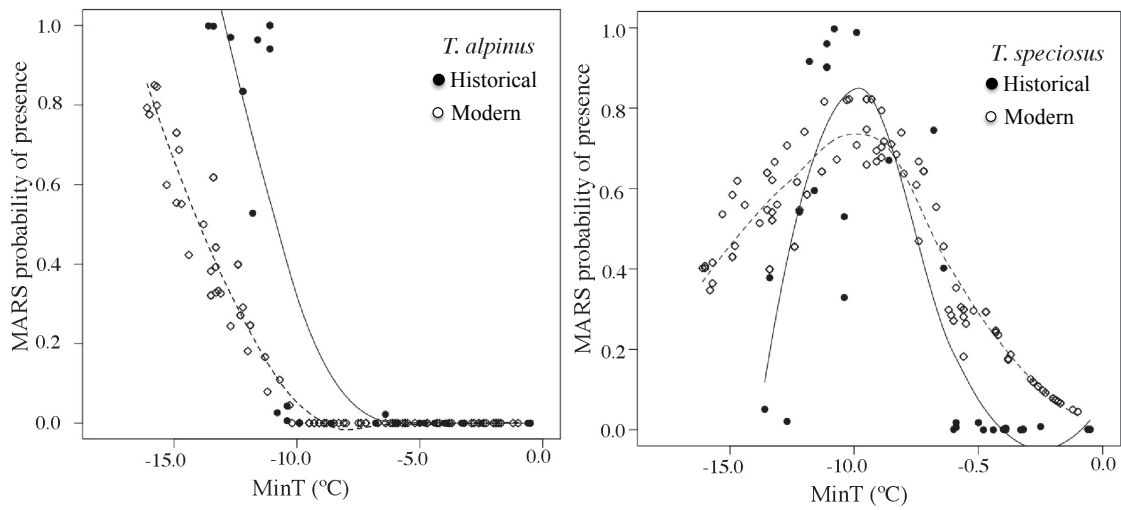 MARS probability of presence
1.0
0.8
0.6
0.4
0.2
0.0
T. alpinus
Historical
Modern
-15.0
-10.0
-5.0
0.0
MinT (ºC)
MARS probability of presence
1.0
0.8
0.6
0.4
0.2
0.0
T. speciosus
Historical
Modern
-15.0
-10.0
-0.5
0.0
MinT (ºC)